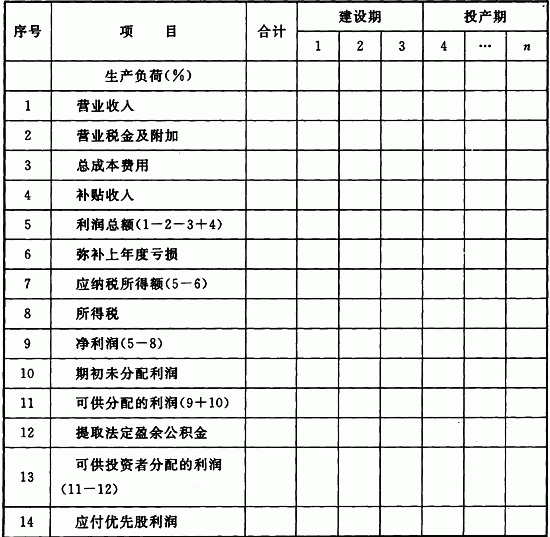 序号 项 目 合计 建设期 投产期
1 2 3 4 … n
生产负荷(%)
1 营业收入
2 营业税金及附加
3 总成本费用
4 补贴收入
5 利润总额(1-2-3+4)
6 弥补上年度亏损
7 应纳税所得额(5-6)
8 所得税
9 净利润(5-8)
10 期初未分配利润
11 可供分配的利润(9+10)
12 提取法定盈余公积金
13 可供投资者分配的利润
(11-12)
14 应付优先股利润